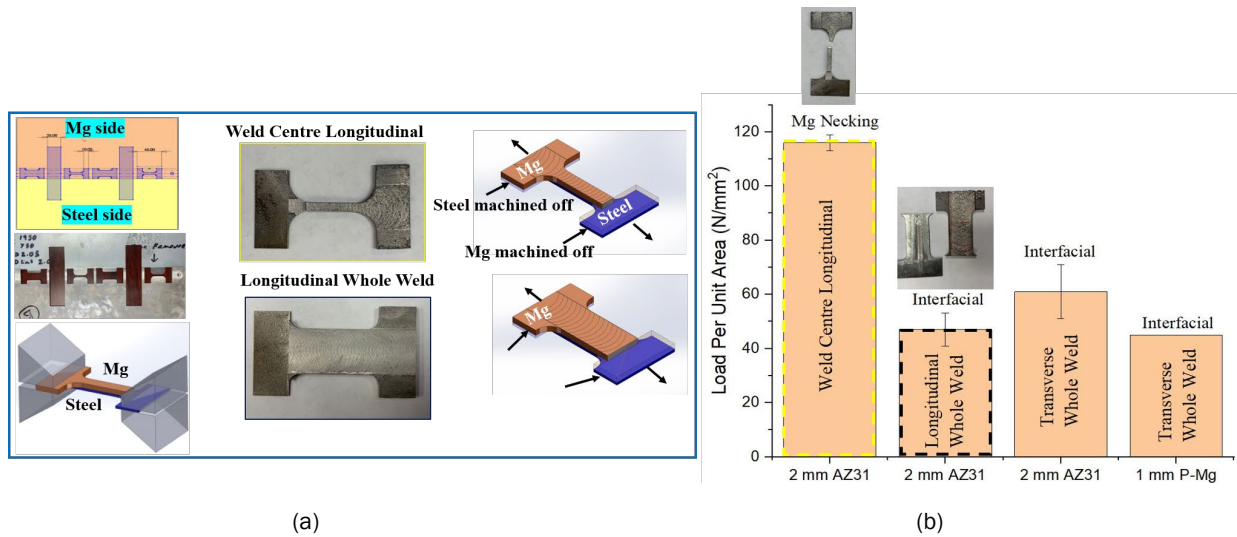 Mg side
Steel side
1950
Mg
Steel
Weld Centre Longitudinal
Longitudinal Whole Weld
Mg
Steel
Steel machined off
Mg machined off
Mg
Load Per Unit Area (N/mm²)
120
100
80
60
40
20
0
Mg Necking
Interfacial
Interfacial
Interfacial
Weld Centre Longitudinal
Longitudinal
Whole Weld
Transverse
Whole Weld
Transverse
Whole Weld
2 mm AZ31
2 mm AZ31
2 mm AZ31
1 mm P-Mg
(a)
(b)